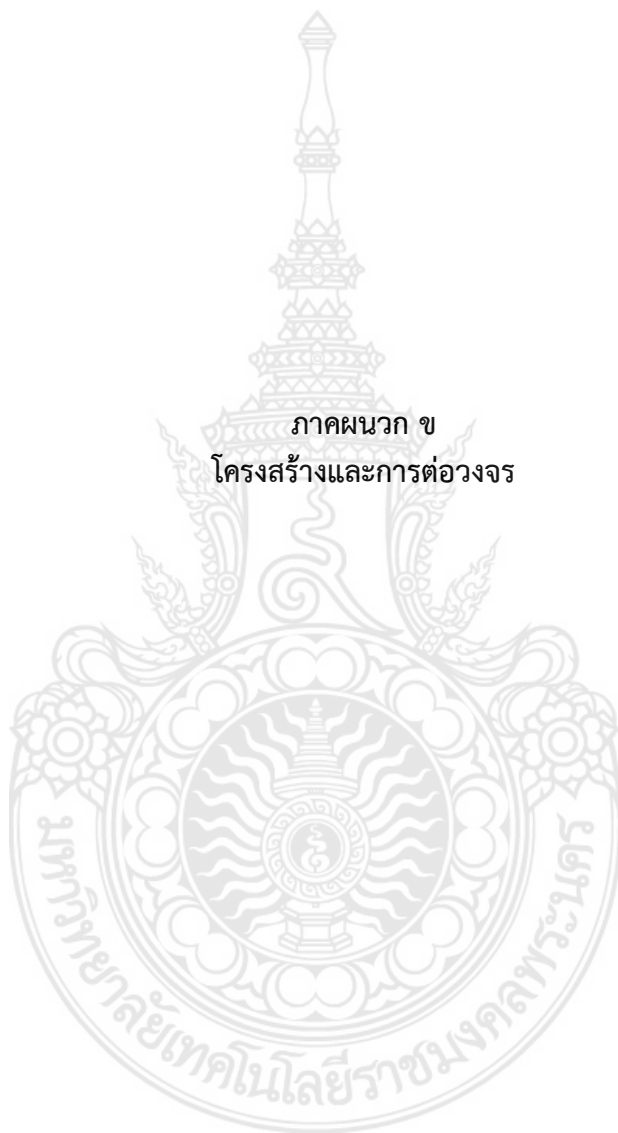 ภาคผนวก ข
โครงสร้างและการต่อวงจร
มหาวิทยาลัยเทคโนโลยีราชมงคลพระนคร